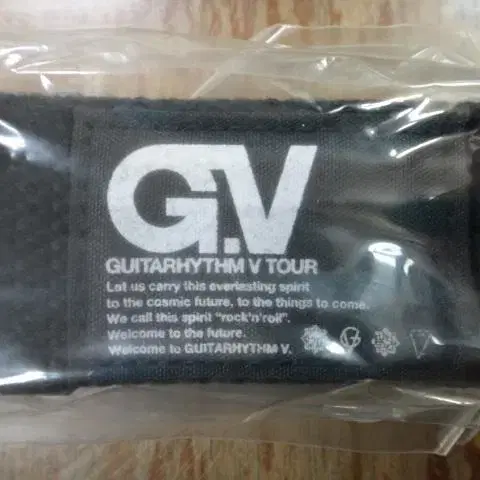 G.V
GUITARHYTHM V TOUR
Let us carry this everlasting spirit
to the cosmic future, to the things to come.
We call this spirit "rock'n'roll".
Welcome to the future.
Welcome to GUITARHYTHM V.